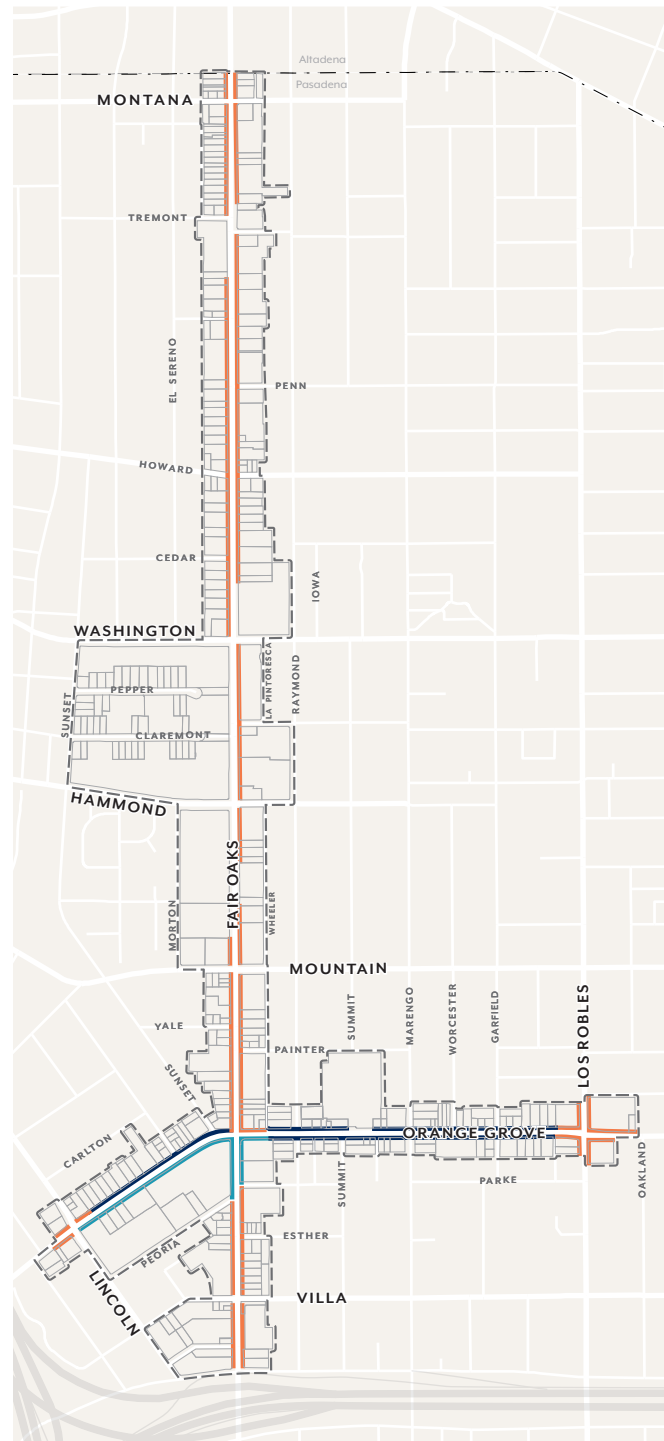 Altadena
Pasadena
MONTANA
TREMONT
EL SERENO
PENN
HOWARD
CEDAR
IOWA
WASHINGTON
LA PINTORESCA
RAYMOND
SUNSET
PEPPER
CLAREMONT
HAMMOND
FAIR OAKS
MORTON
WHEELER
MOUNTAIN
SUMMIT
MARENGO
WORCESTER
GARFIELD
LOS ROBLES
YALE
PAINTER
SUNSET
CARLTON
ORANGE GROVE
SUMMIT
PARKE
OAKLAND
PEORIA
ESTHER
LINCOLN
VILLA